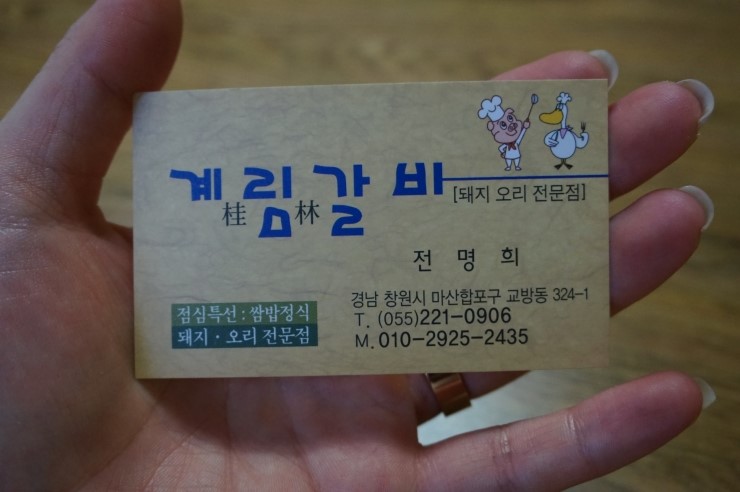 계림갈비
桂林
[돼지 오리 전문점]
전 명 희
점심특선 : 쌈밥정식
돼지 · 오리 전문점
경남 창원시 마산합포구 교방동 324-1
T. (055)221-0906
M. 010-2925-2435